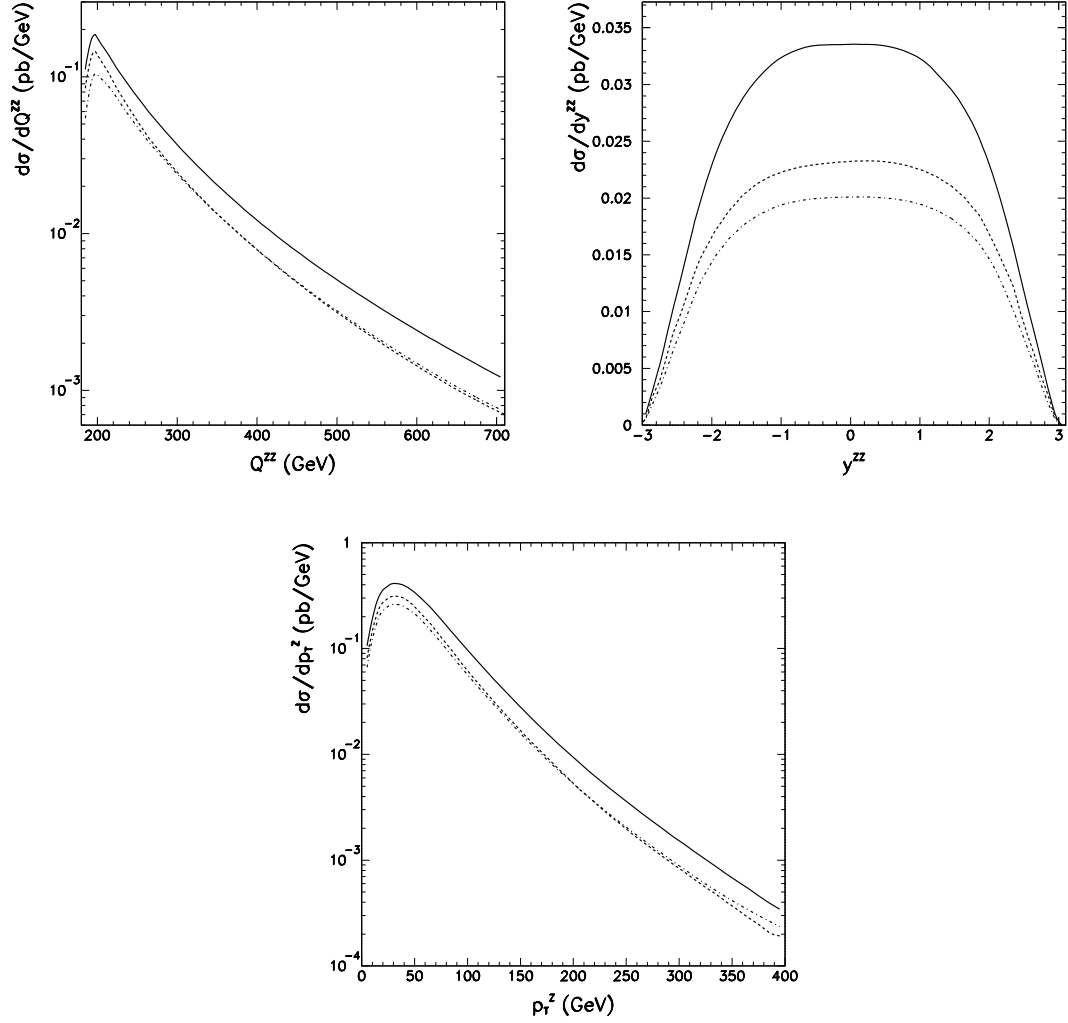 dσ/dQ^ZZ (pb/GeV)
10^-1
10^-2
10^-3
200 300 400 500 600 700
Q^ZZ (GeV)
dσ/dy^ZZ (pb/GeV)
0.035
0.03
0.025
0.02
0.015
0.01
0.005
0
-3 -2 -1 0 1 2 3
y^ZZ
dσ/dp_T^Z (pb/GeV)
1
10^-1
10^-2
10^-3
10^-4
0 50 100 150 200 250 300 350 400
p_T^Z (GeV)